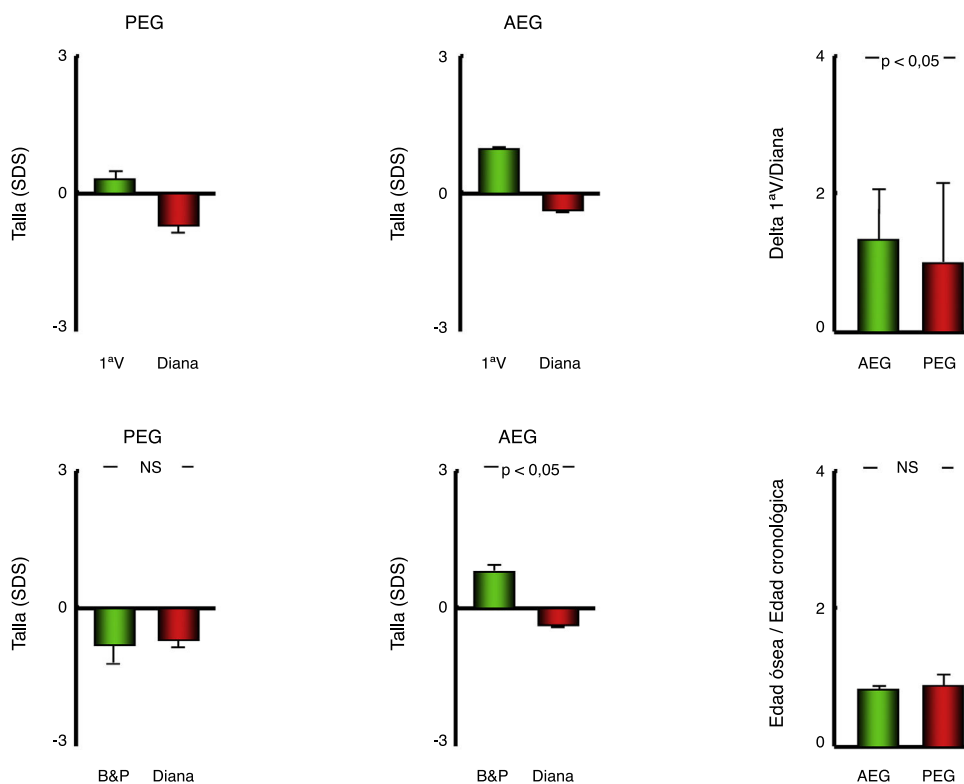 PEG
3
0
-3
Talla (SDS)
1ªV Diana
AEG
3
0
-3
Talla (SDS)
1ªV Diana
4
2
0
p < 0,05
Delta 1ªV/Diana
AEG PEG
PEG
NS
3
0
-3
Talla (SDS)
B&P Diana
AEG
p < 0,05
3
0
-3
Talla (SDS)
B&P Diana
NS
4
2
0
Edad ósea / Edad cronológica
AEG PEG